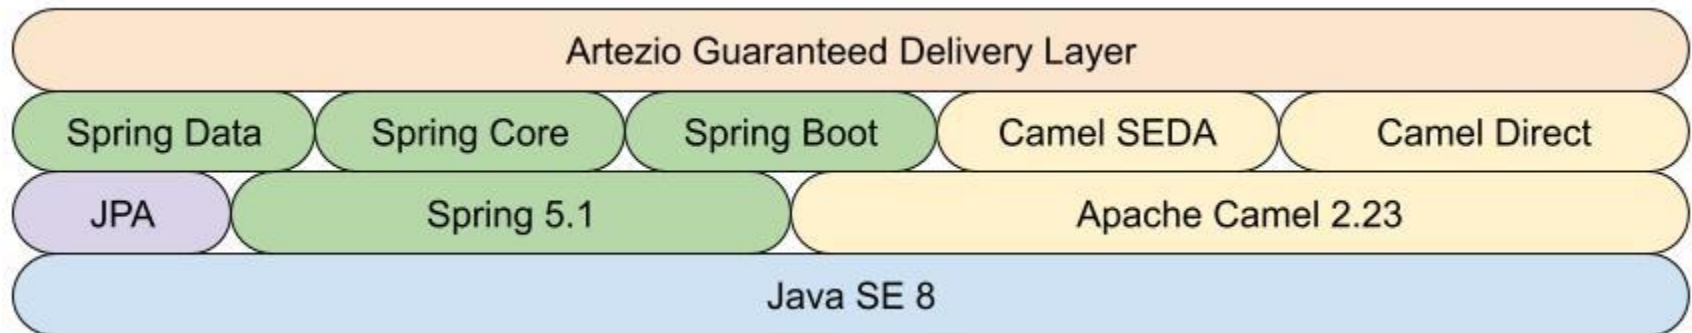 Artezio Guaranteed Delivery Layer
Spring Data Spring Core Spring Boot Camel SEDA Camel Direct
JPA Spring 5.1 Apache Camel 2.23
Java SE 8